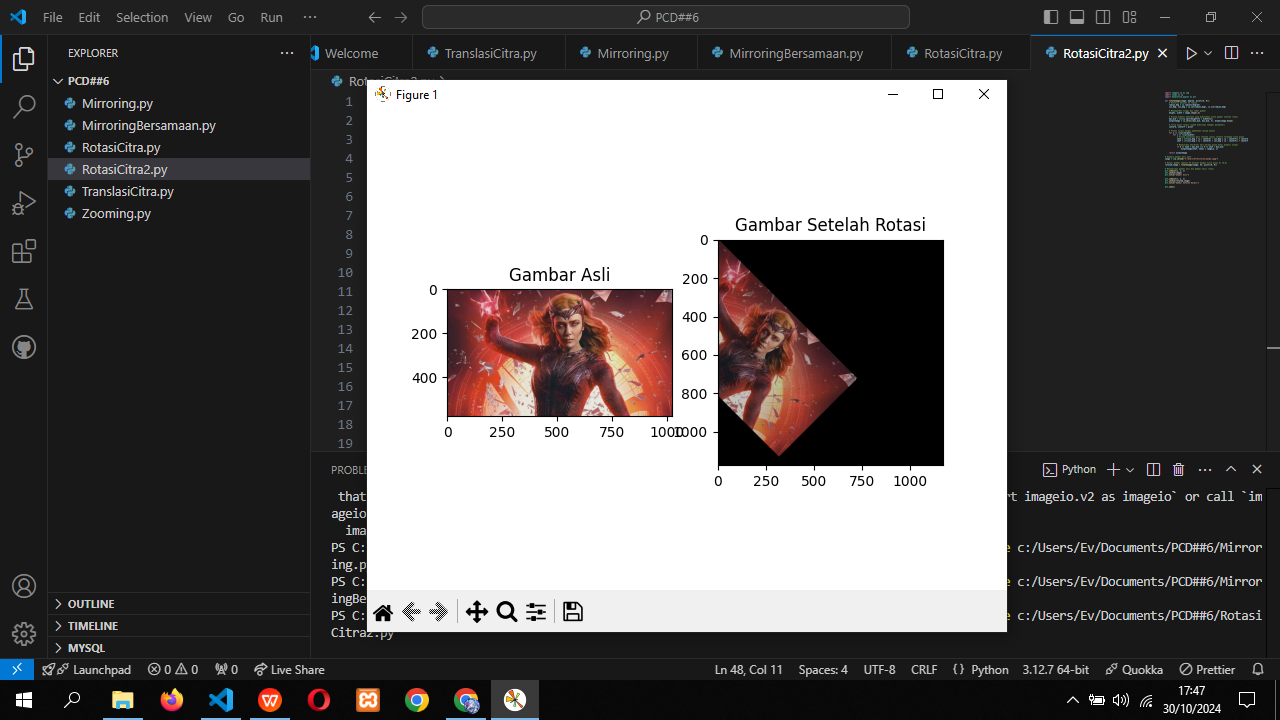 File Edit Selection View Go Run ··· PCD##6
EXPLORER ···
Welcome TranslasiCitra.py Mirroring.py MirroringBersamaan.py RotasiCitra.py RotasiCitra2.py
PCD##6
Mirroring.py
MirroringBersamaan.py
RotasiCitra.py
RotasiCitra2.py
TranslasiCitra.py
Zooming.py
OUTLINE
TIMELINE
MYSQL
1
2
3
4
5
6
7
8
9
10
11
12
13
14
15
16
17
18
19
Figure 1
Gambar Asli
0
200
400
0 250 500 750 1000
Gambar Setelah Rotasi
0
200
400
600
800
1000
0 250 500 750 1000
Python
that rt imageio.v2 as imageio` or call `im
ageio
ima
PS C: e c:/Users/Ev/Documents/PCD##6/Mirror
ing.p
PS C: e c:/Users/Ev/Documents/PCD##6/Mirror
ingBe
PS C: e c:/Users/Ev/Documents/PCD##6/Rotasi
Citra2.py
Launchpad 0 0 0 Live Share Ln 48, Col 11 Spaces: 4 UTF-8 CRLF {} Python 3.12.7 64-bit Quokka Prettier
17:47
30/10/2024